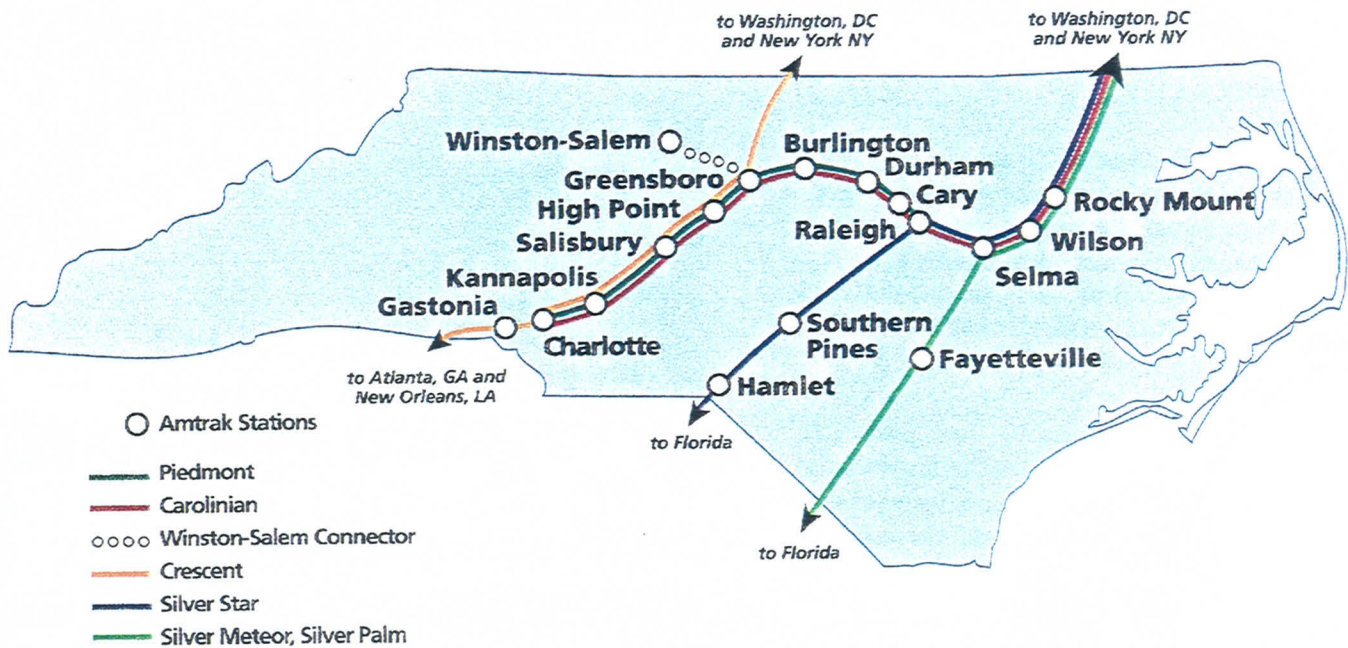 to Washington, DC
and New York NY
to Washington, DC
and New York NY
Winston-Salem
Burlington
Durham
Greensboro
Cary
High Point
Rocky Mount
Raleigh
Salisbury
Wilson
Kannapolis
Selma
Gastonia
Southern
Pines
Charlotte
Fayetteville
to Atlanta, GA and
New Orleans, LA
Hamlet
to Florida
to Florida
Amtrak Stations
Piedmont
Carolinian
Winston-Salem Connector
Crescent
Silver Star
Silver Meteor, Silver Palm